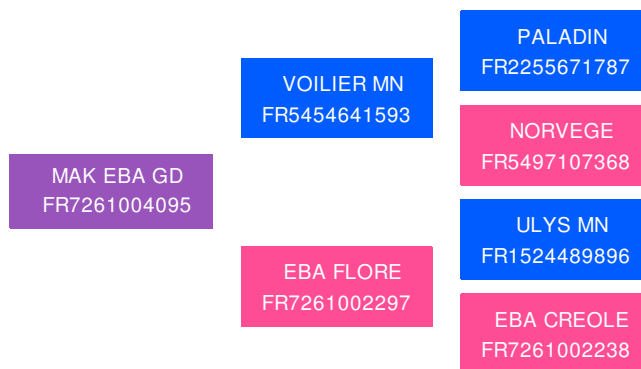 PALADIN
FR2255671787
VOILIER MN
FR5454641593
NORVEGE
FR5497107368
MAK EBA GD
FR7261004095
ULYS MN
FR1524489896
EBA FLORE
FR7261002297
EBA CREOLE
FR7261002238